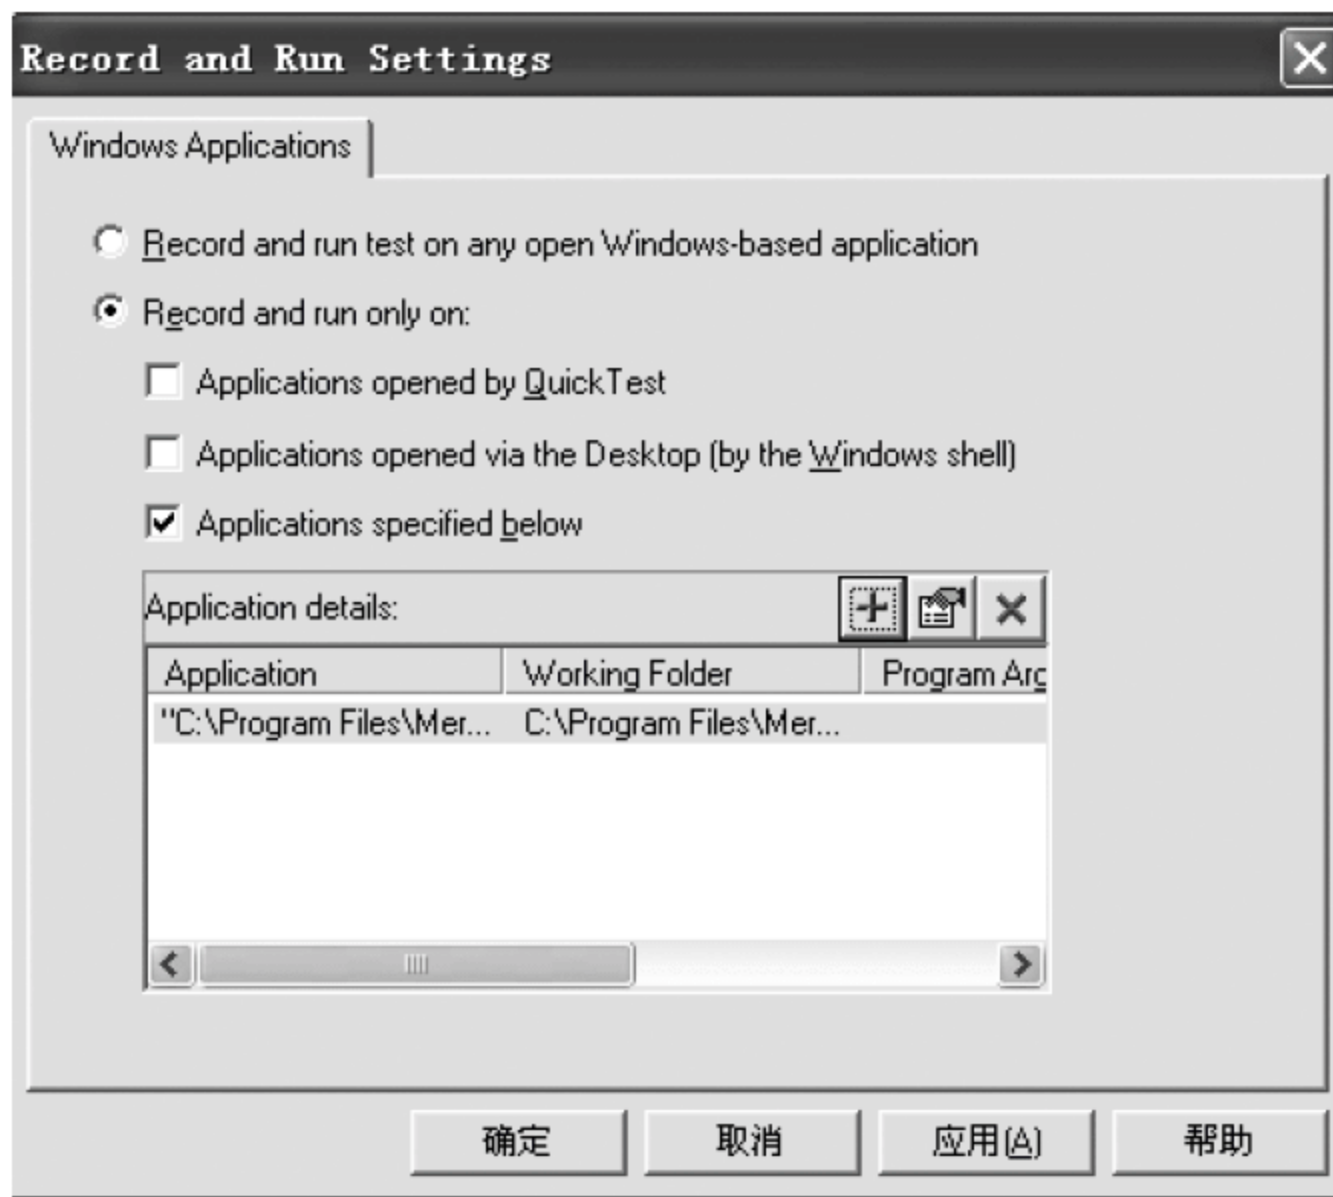 Record and Run Settings
Windows Applications
Record and run test on any open Windows-based application
Record and run only on:
Applications opened by QuickTest
Applications opened via the Desktop (by the Windows shell)
Applications specified below
Application details:
Application Working Folder Program Arg
"C:\Program Files\Mer... C:\Program Files\Mer...
确定 取消 应用(A) 帮助